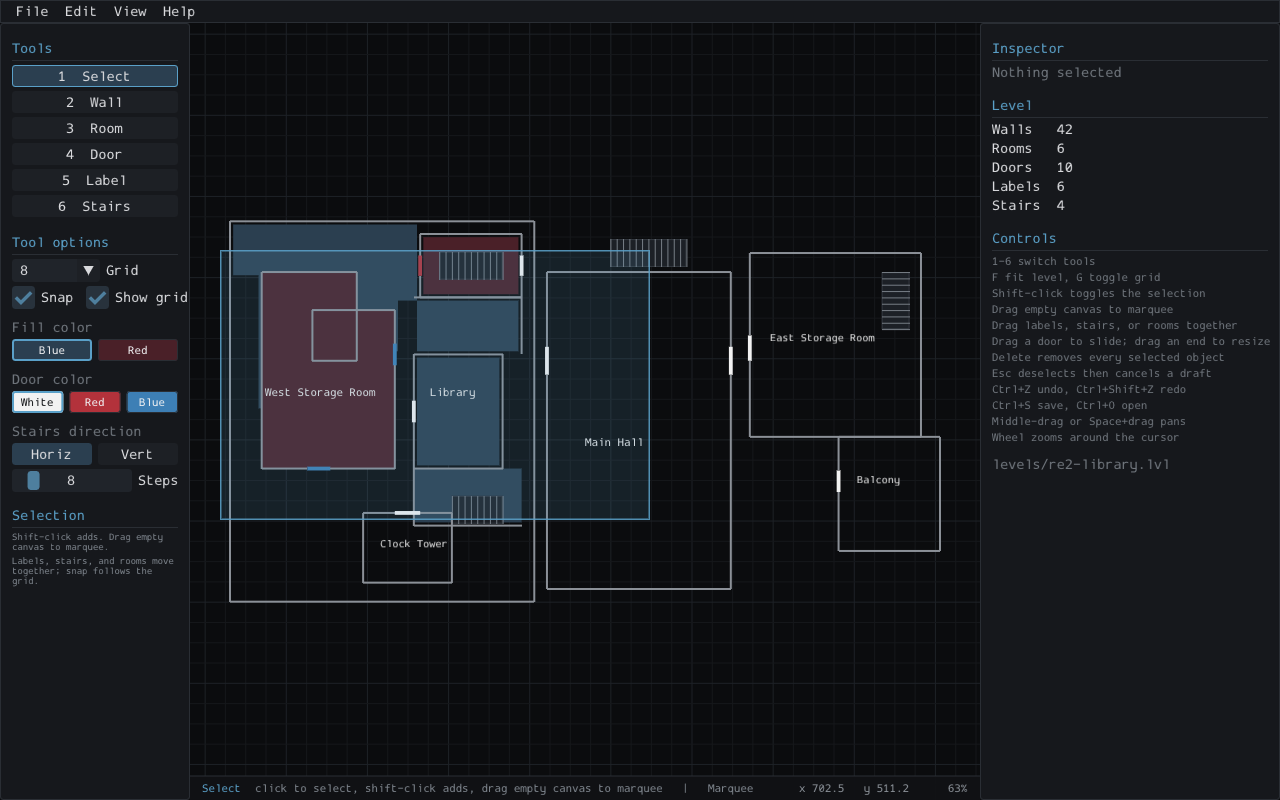 File Edit View Help
Tools
1 Select
2 Wall
3 Room
4 Door
5 Label
6 Stairs
Tool options
8 ▼ Grid
Snap Show grid
Fill color
Blue Red
Door color
White Red Blue
Stairs direction
Horiz Vert
8 Steps
Selection
Shift-click adds. Drag empty
canvas to marquee.
Labels, stairs, and rooms move
together; snap follows the
grid.
West Storage Room
Library
Main Hall
Clock Tower
East Storage Room
Balcony
Select click to select, shift-click adds, drag empty canvas to marquee | Marquee x 702.5 y 511.2 63%
Inspector
Nothing selected
Level
Walls 42
Rooms 6
Doors 10
Labels 6
Stairs 4
Controls
1-6 switch tools
F fit level, G toggle grid
Shift-click toggles the selection
Drag empty canvas to marquee
Drag labels, stairs, or rooms together
Drag a door to slide; drag an end to resize
Delete removes every selected object
Esc deselects then cancels a draft
Ctrl+Z undo, Ctrl+Shift+Z redo
Ctrl+S save, Ctrl+O open
Middle-drag or Space+drag pans
Wheel zooms around the cursor
levels/re2-library.lvl